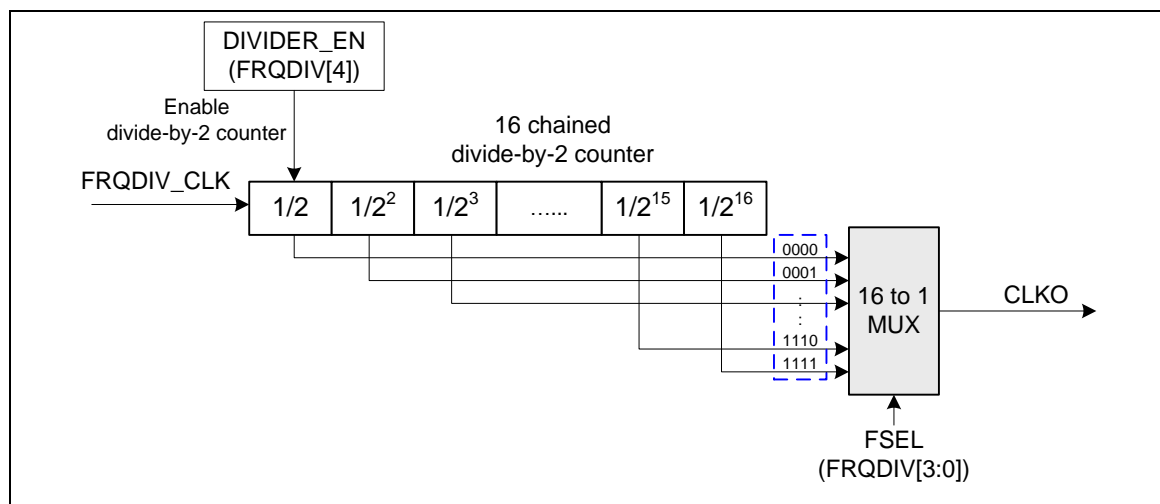 DIVIDER_EN
(FRQDIV[4])
Enable
divide-by-2 counter
16 chained
divide-by-2 counter
FRQDIV_CLK
1/2
1/2²
1/2³
…...
1/2¹⁵
1/2¹⁶
0000
0001
:
:
1110
1111
16 to 1
MUX
CLKO
FSEL
(FRQDIV[3:0])